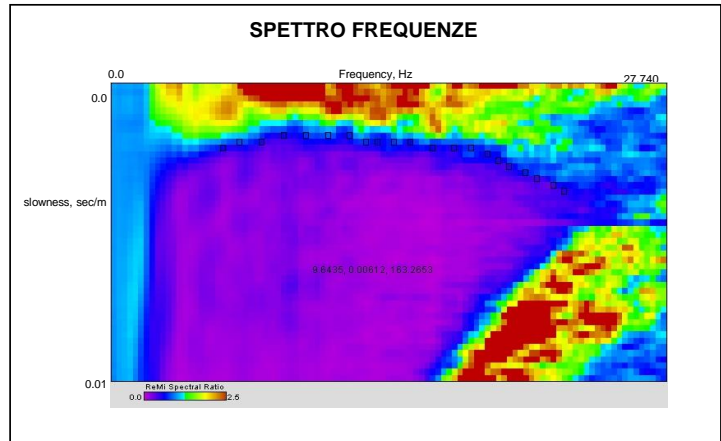 SPETTRO FREQUENZE
0.0 Frequency, Hz 27.740
0.0
slowness, sec/m
9.6435, 0.00612, 163.2653
0.01
ReMi Spectral Ratio
0.0 2.5